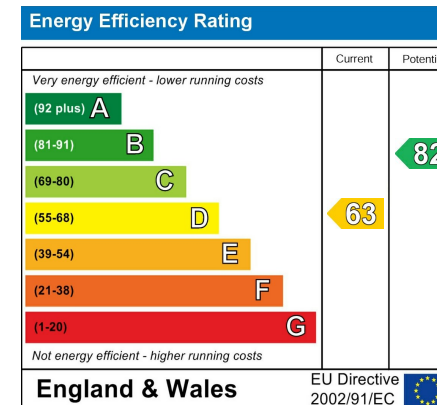 Energy Efficiency Rating
Current
Potenti
Very energy efficient - lower running costs
(92 plus) A
(81-91) B
82
(69-80) C
(55-68) D
63
(39-54) E
(21-38) F
(1-20) G
Not energy efficient - higher running costs
England & Wales
EU Directive
2002/91/EC